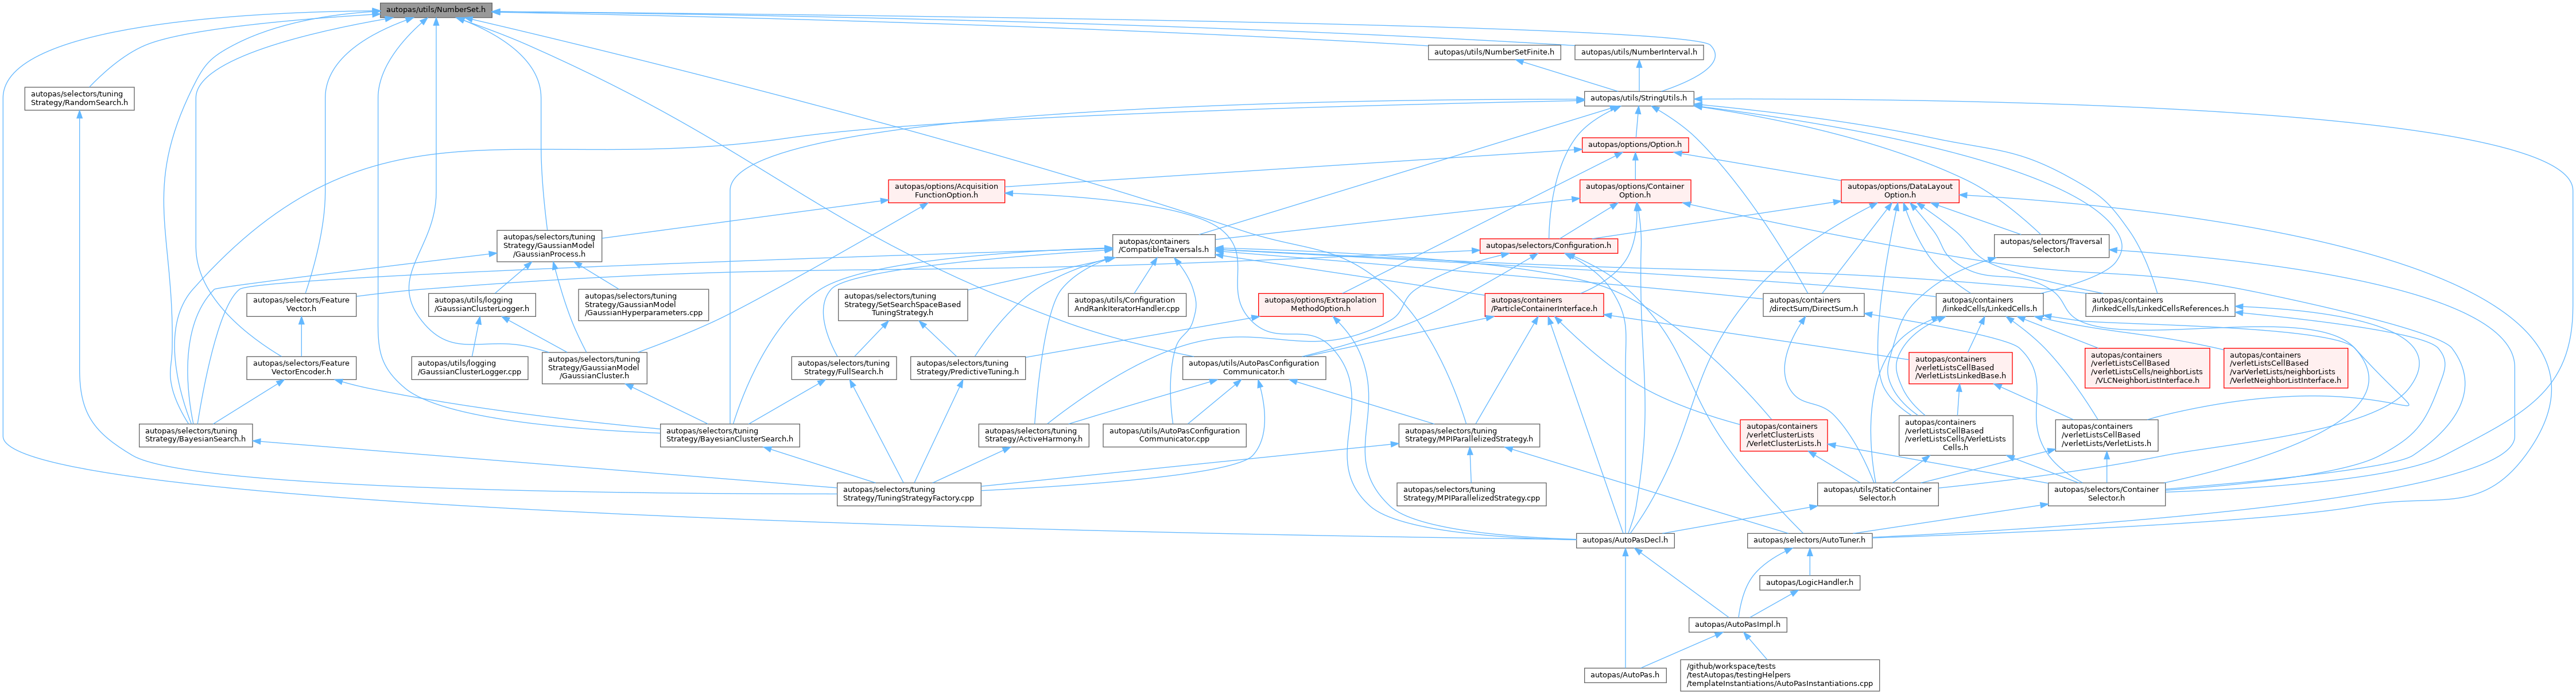 autopas/utils/NumberSet.h
autopas/utils/NumberSetFinite.h
autopas/utils/NumberInterval.h
autopas/selectors/tuning
Strategy/RandomSearch.h
autopas/utils/StringUtils.h
autopas/options/Option.h
autopas/options/Acquisition
FunctionOption.h
autopas/options/Container
Option.h
autopas/options/DataLayout
Option.h
autopas/selectors/tuning
Strategy/GaussianModel
/GaussianProcess.h
autopas/containers
/CompatibleTraversals.h
autopas/selectors/Configuration.h
autopas/selectors/Traversal
Selector.h
autopas/selectors/Feature
Vector.h
autopas/utils/logging
/GaussianClusterLogger.h
autopas/selectors/tuning
Strategy/GaussianModel
/GaussianHyperparameters.cpp
autopas/selectors/tuning
Strategy/SetSearchSpaceBased
TuningStrategy.h
autopas/utils/Configuration
AndRankIteratorHandler.cpp
autopas/options/Extrapolation
MethodOption.h
autopas/containers
/ParticleContainerInterface.h
autopas/containers
/directSum/DirectSum.h
autopas/containers
/linkedCells/LinkedCells.h
autopas/containers
/linkedCells/LinkedCellsReferences.h
autopas/selectors/Feature
VectorEncoder.h
autopas/utils/logging
/GaussianClusterLogger.cpp
autopas/selectors/tuning
Strategy/GaussianModel
/GaussianCluster.h
autopas/selectors/tuning
Strategy/FullSearch.h
autopas/selectors/tuning
Strategy/PredictiveTuning.h
autopas/utils/AutoPasConfiguration
Communicator.h
autopas/containers
/verletListsCellBased
/VerletListsLinkedBase.h
autopas/containers
/verletListsCellBased
/verletListsCells/neighborLists
/VLCNeighborListInterface.h
autopas/containers
/verletListsCellBased
/varVerletLists/neighborLists
/VerletNeighborListInterface.h
autopas/selectors/tuning
Strategy/BayesianSearch.h
autopas/selectors/tuning
Strategy/BayesianClusterSearch.h
autopas/selectors/tuning
Strategy/ActiveHarmony.h
autopas/utils/AutoPasConfiguration
Communicator.cpp
autopas/selectors/tuning
Strategy/MPIParallelizedStrategy.h
autopas/containers
/verletClusterLists
/VerletClusterLists.h
autopas/containers
/verletListsCellBased
/verletListsCells/VerletLists
Cells.h
autopas/containers
/verletListsCellBased
/verletLists/VerletLists.h
autopas/selectors/tuning
Strategy/TuningStrategyFactory.cpp
autopas/selectors/tuning
Strategy/MPIParallelizedStrategy.cpp
autopas/utils/StaticContainer
Selector.h
autopas/selectors/Container
Selector.h
autopas/AutoPasDecl.h
autopas/selectors/AutoTuner.h
autopas/LogicHandler.h
autopas/AutoPasImpl.h
autopas/AutoPas.h
/github/workspace/tests
/testAutopas/testingHelpers
/templateInstantiations/AutoPasInstantiations.cpp